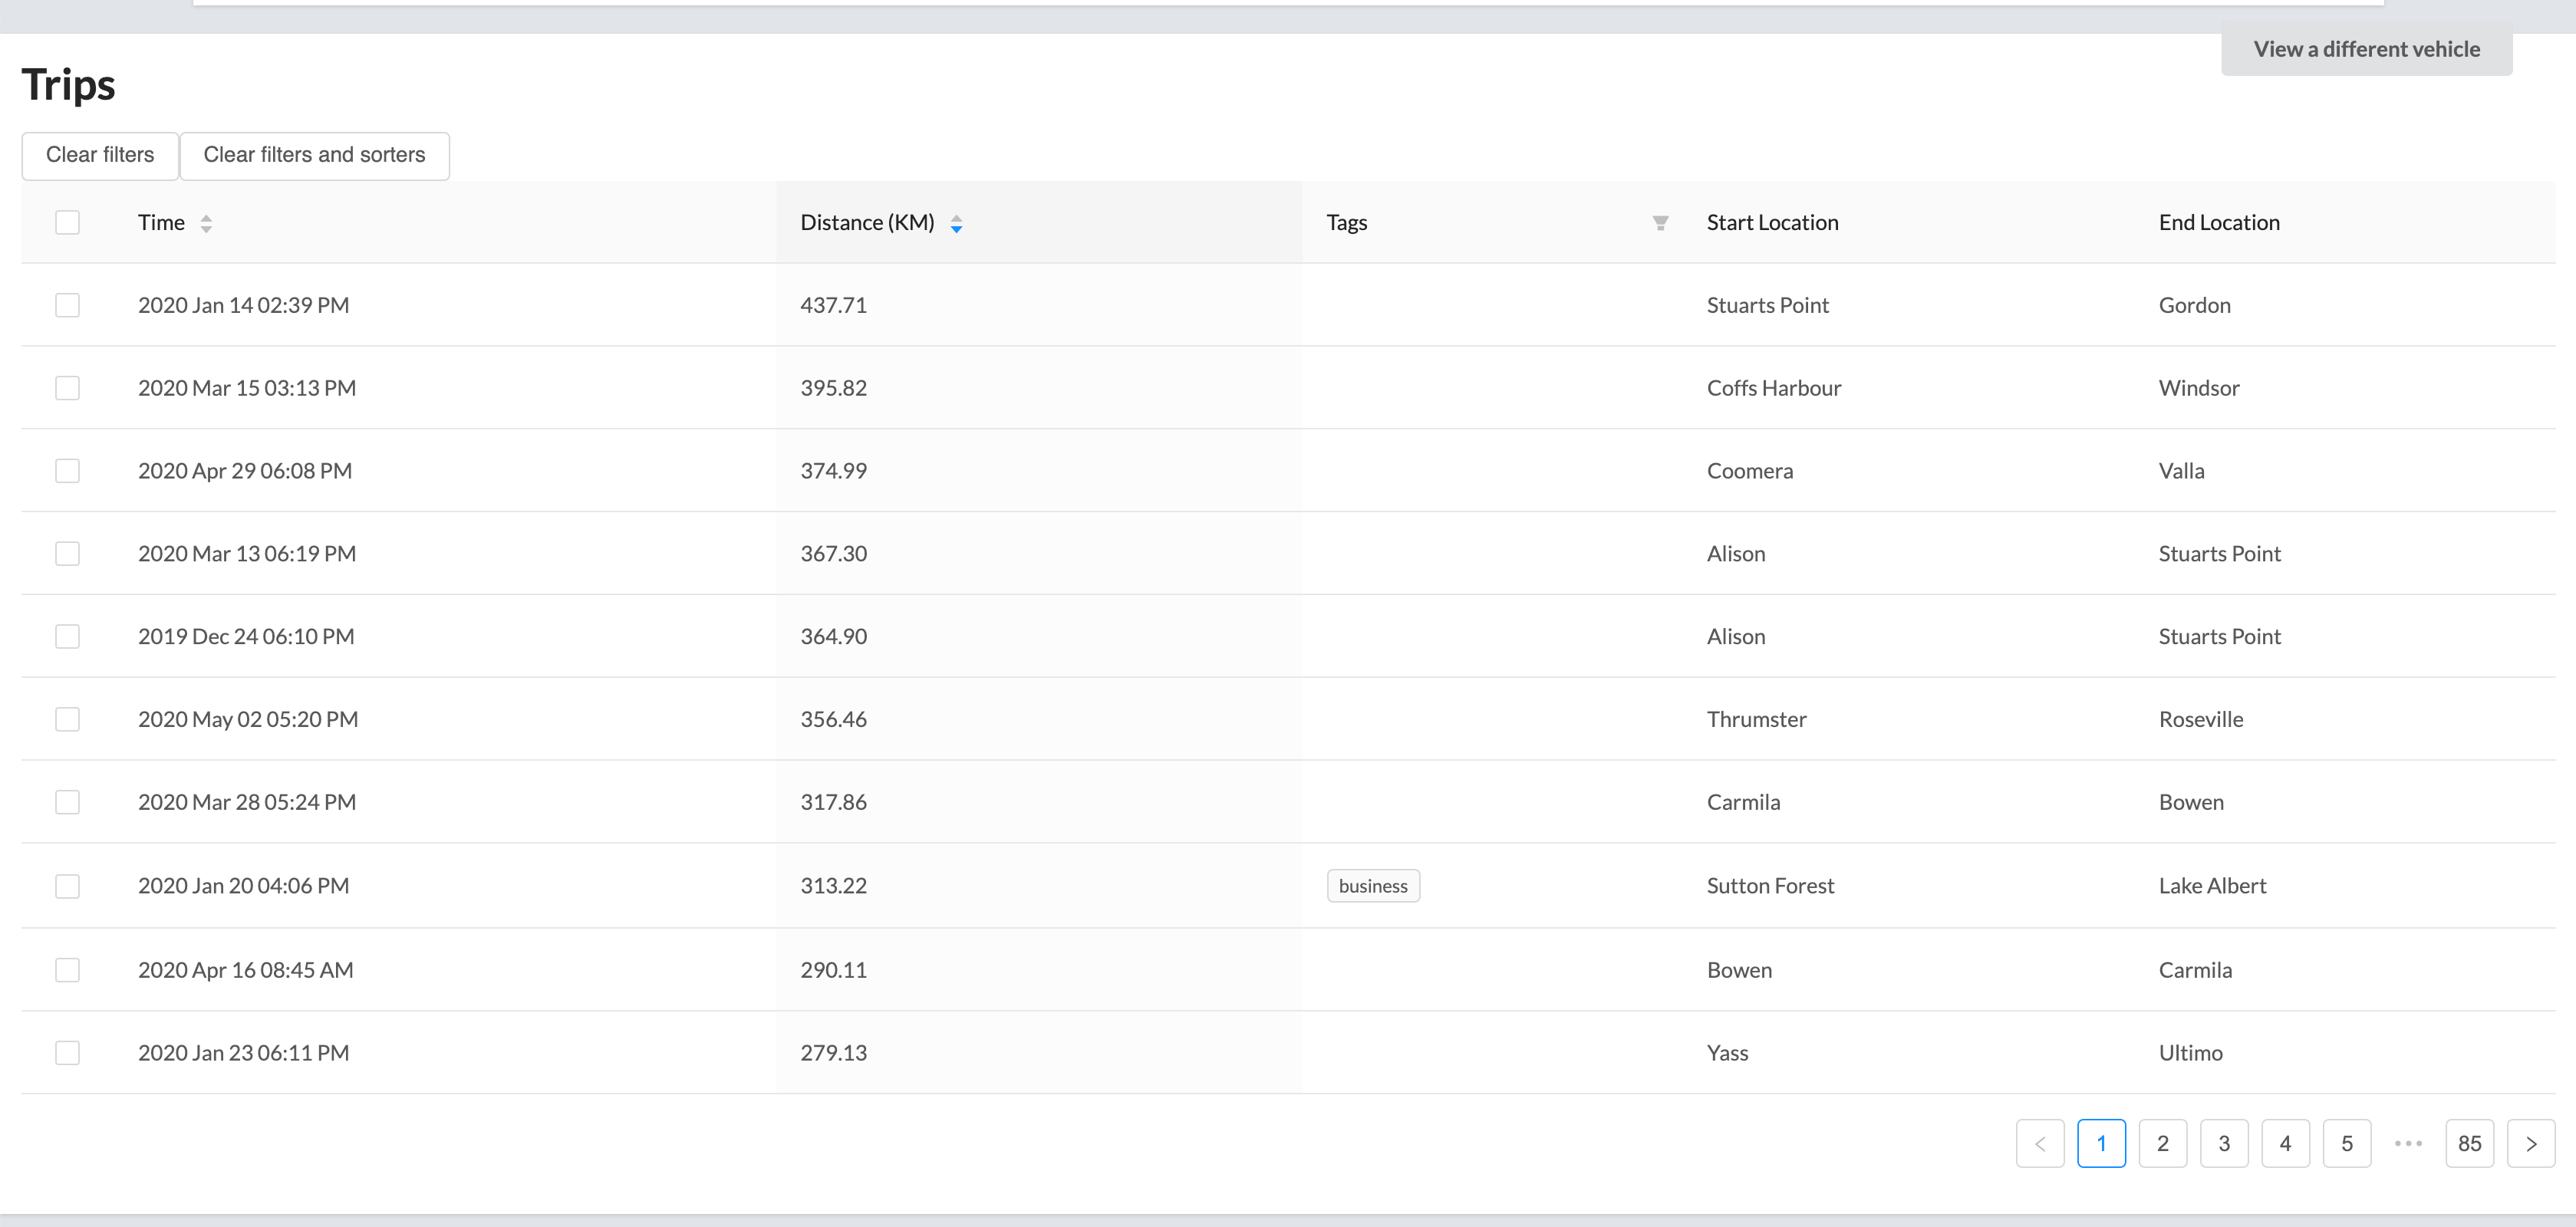 View a different vehicle
Trips
Clear filters Clear filters and sorters
Time Distance (KM) Tags Start Location End Location
2020 Jan 14 02:39 PM 437.71 Stuarts Point Gordon
2020 Mar 15 03:13 PM 395.82 Coffs Harbour Windsor
2020 Apr 29 06:08 PM 374.99 Coomera Valla
2020 Mar 13 06:19 PM 367.30 Alison Stuarts Point
2019 Dec 24 06:10 PM 364.90 Alison Stuarts Point
2020 May 02 05:20 PM 356.46 Thrumster Roseville
2020 Mar 28 05:24 PM 317.86 Carmila Bowen
2020 Jan 20 04:06 PM 313.22 business Sutton Forest Lake Albert
2020 Apr 16 08:45 AM 290.11 Bowen Carmila
2020 Jan 23 06:11 PM 279.13 Yass Ultimo
< 1 2 3 4 5 ••• 85 >